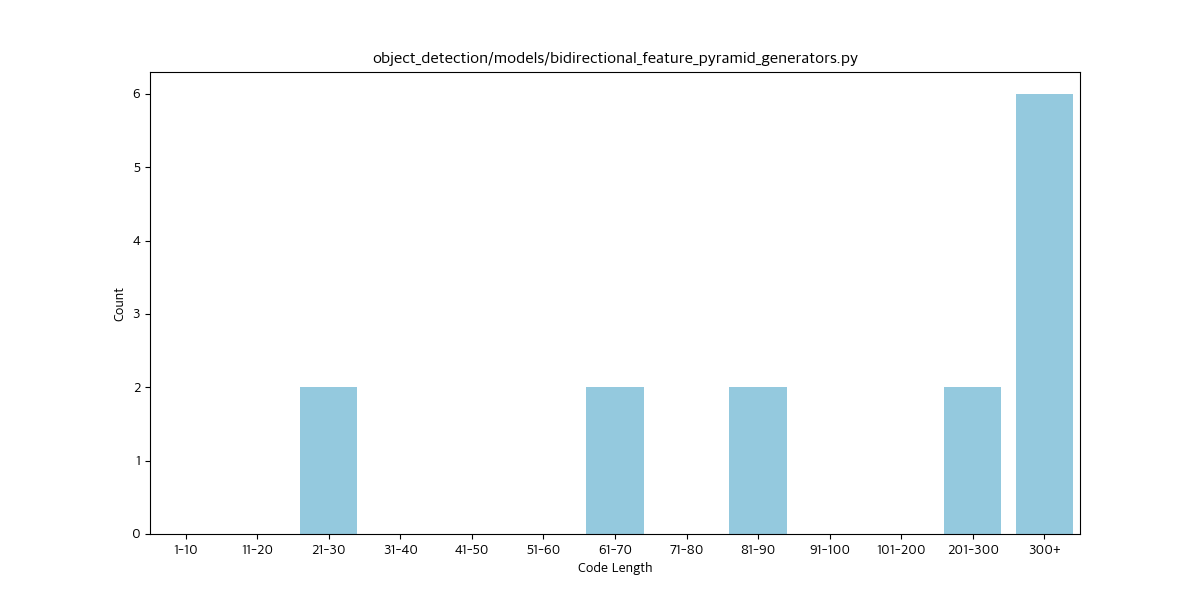 object_detection/models/bidirectional_feature_pyramid_generators.py
6
5
4
3
2
1
0
Count
1-10 11-20 21-30 31-40 41-50 51-60 61-70 71-80 81-90 91-100 101-200 201-300 300+
Code Length